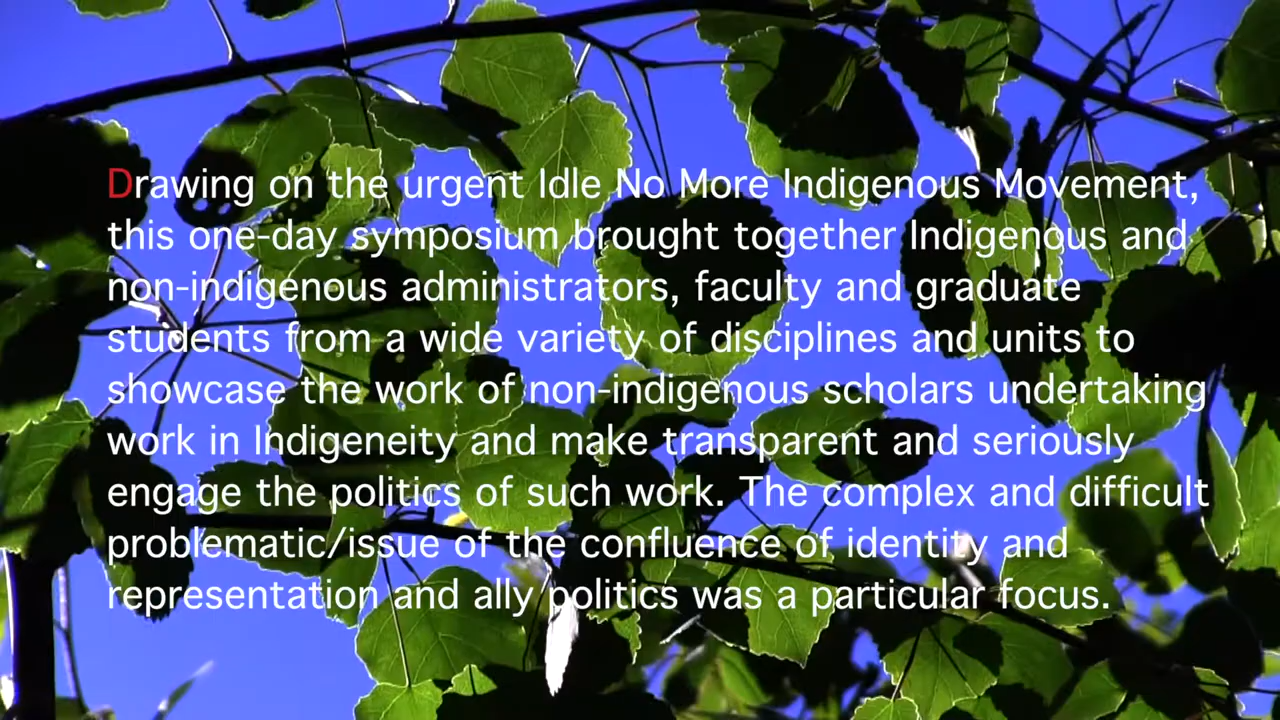 Drawing on the urgent Idle No More Indigenous Movement,
this one-day symposium brought together Indigenous and
non-indigenous administrators, faculty and graduate
students from a wide variety of disciplines and units to
showcase the work of non-indigenous scholars undertaking
work in Indigeneity and make transparent and seriously
engage the politics of such work. The complex and difficult
problematic/issue of the confluence of identity and
representation and ally politics was a particular focus.